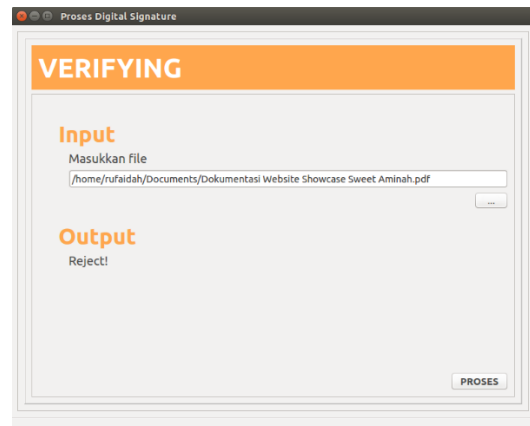 Proses Digital Signature
VERIFYING
Input
Masukkan file
/home/rufaidah/Documents/Dokumentasi Website Showcase Sweet Aminah.pdf
...
Output
Reject!
PROSES